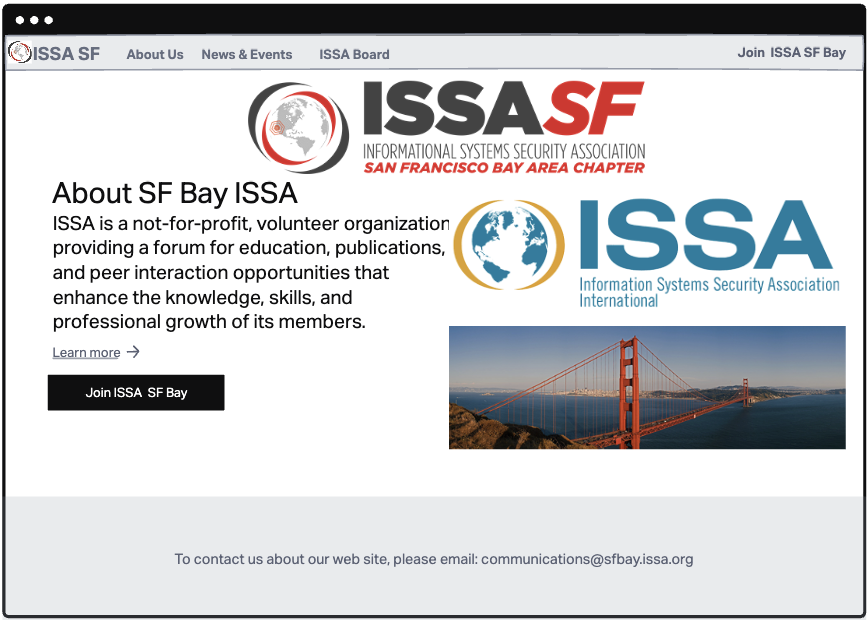 ISSA SF
About Us
News & Events
ISSA Board
Join ISSA SF Bay
ISSASF
INFORMATIONAL SYSTEMS SECURITY ASSOCIATION
SAN FRANCISCO BAY AREA CHAPTER
About SF Bay ISSA
ISSA is a not-for-profit, volunteer organization
providing a forum for education, publications,
and peer interaction opportunities that
enhance the knowledge, skills, and
professional growth of its members.
Learn more
Join ISSA SF Bay
ISSA
Information Systems Security Association
International
To contact us about our web site, please email: communications@sfbay.issa.org